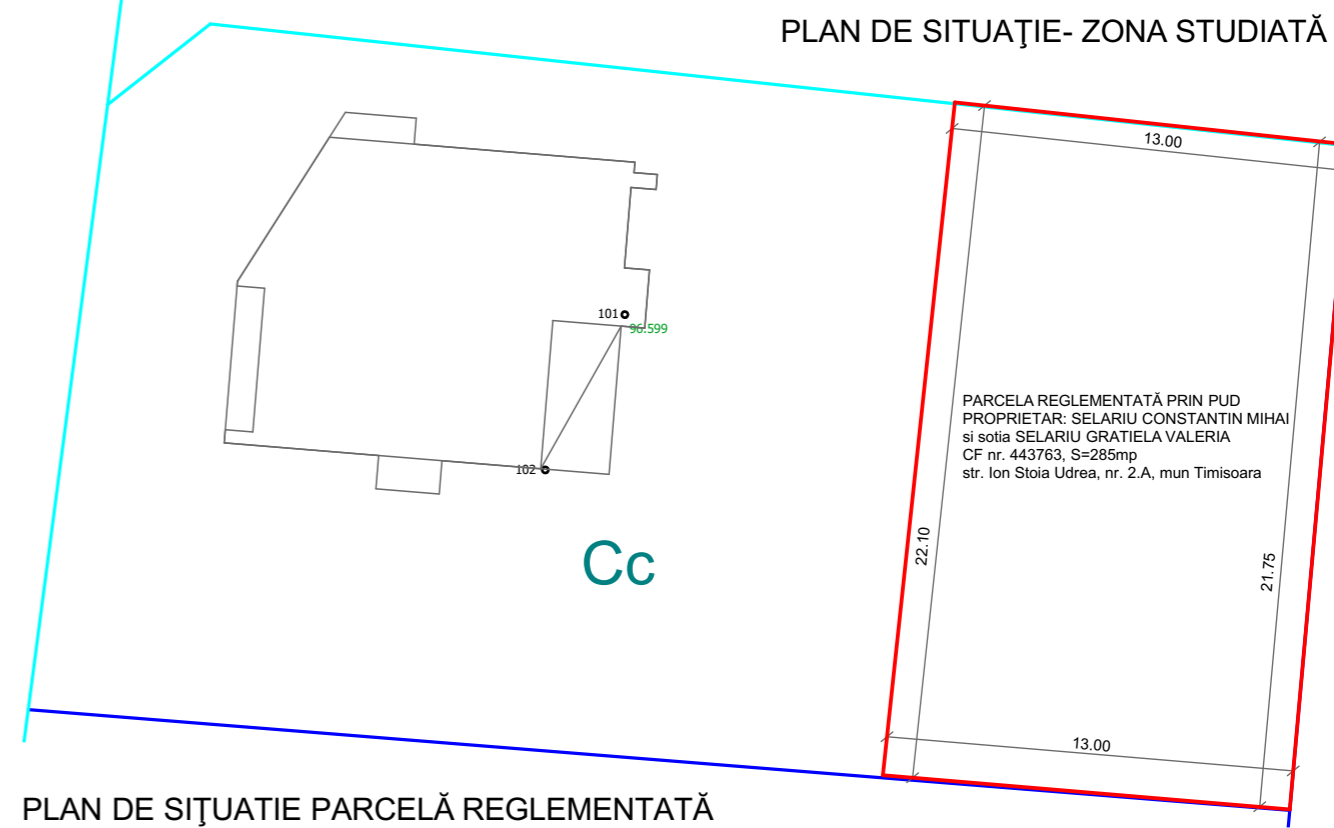 PLAN DE SITUAŢIE- ZONA STUDIATĂ
13.00
101
96.599
PARCELA REGLEMENTATĂ PRIN PUD
PROPRIETAR: SELARIU CONSTANTIN MIHAI
si sotia SELARIU GRATIELA VALERIA
CF nr. 443763, S=285mp
str. Ion Stoia Udrea, nr. 2.A, mun Timisoara
102
22.10
21.75
Cc
13.00
PLAN DE SIŢUATIE PARCELĂ REGLEMENTATĂ